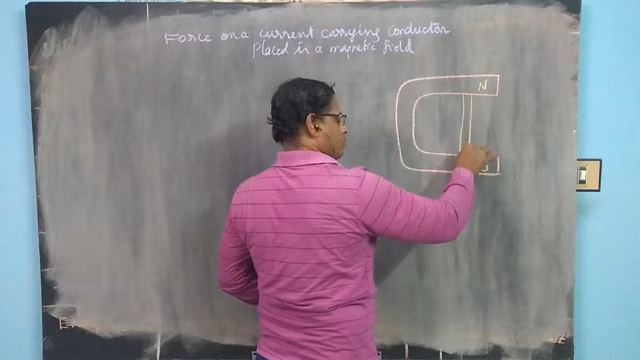 Force on a current carrying conductor
Placed in a magnetic field
N
S